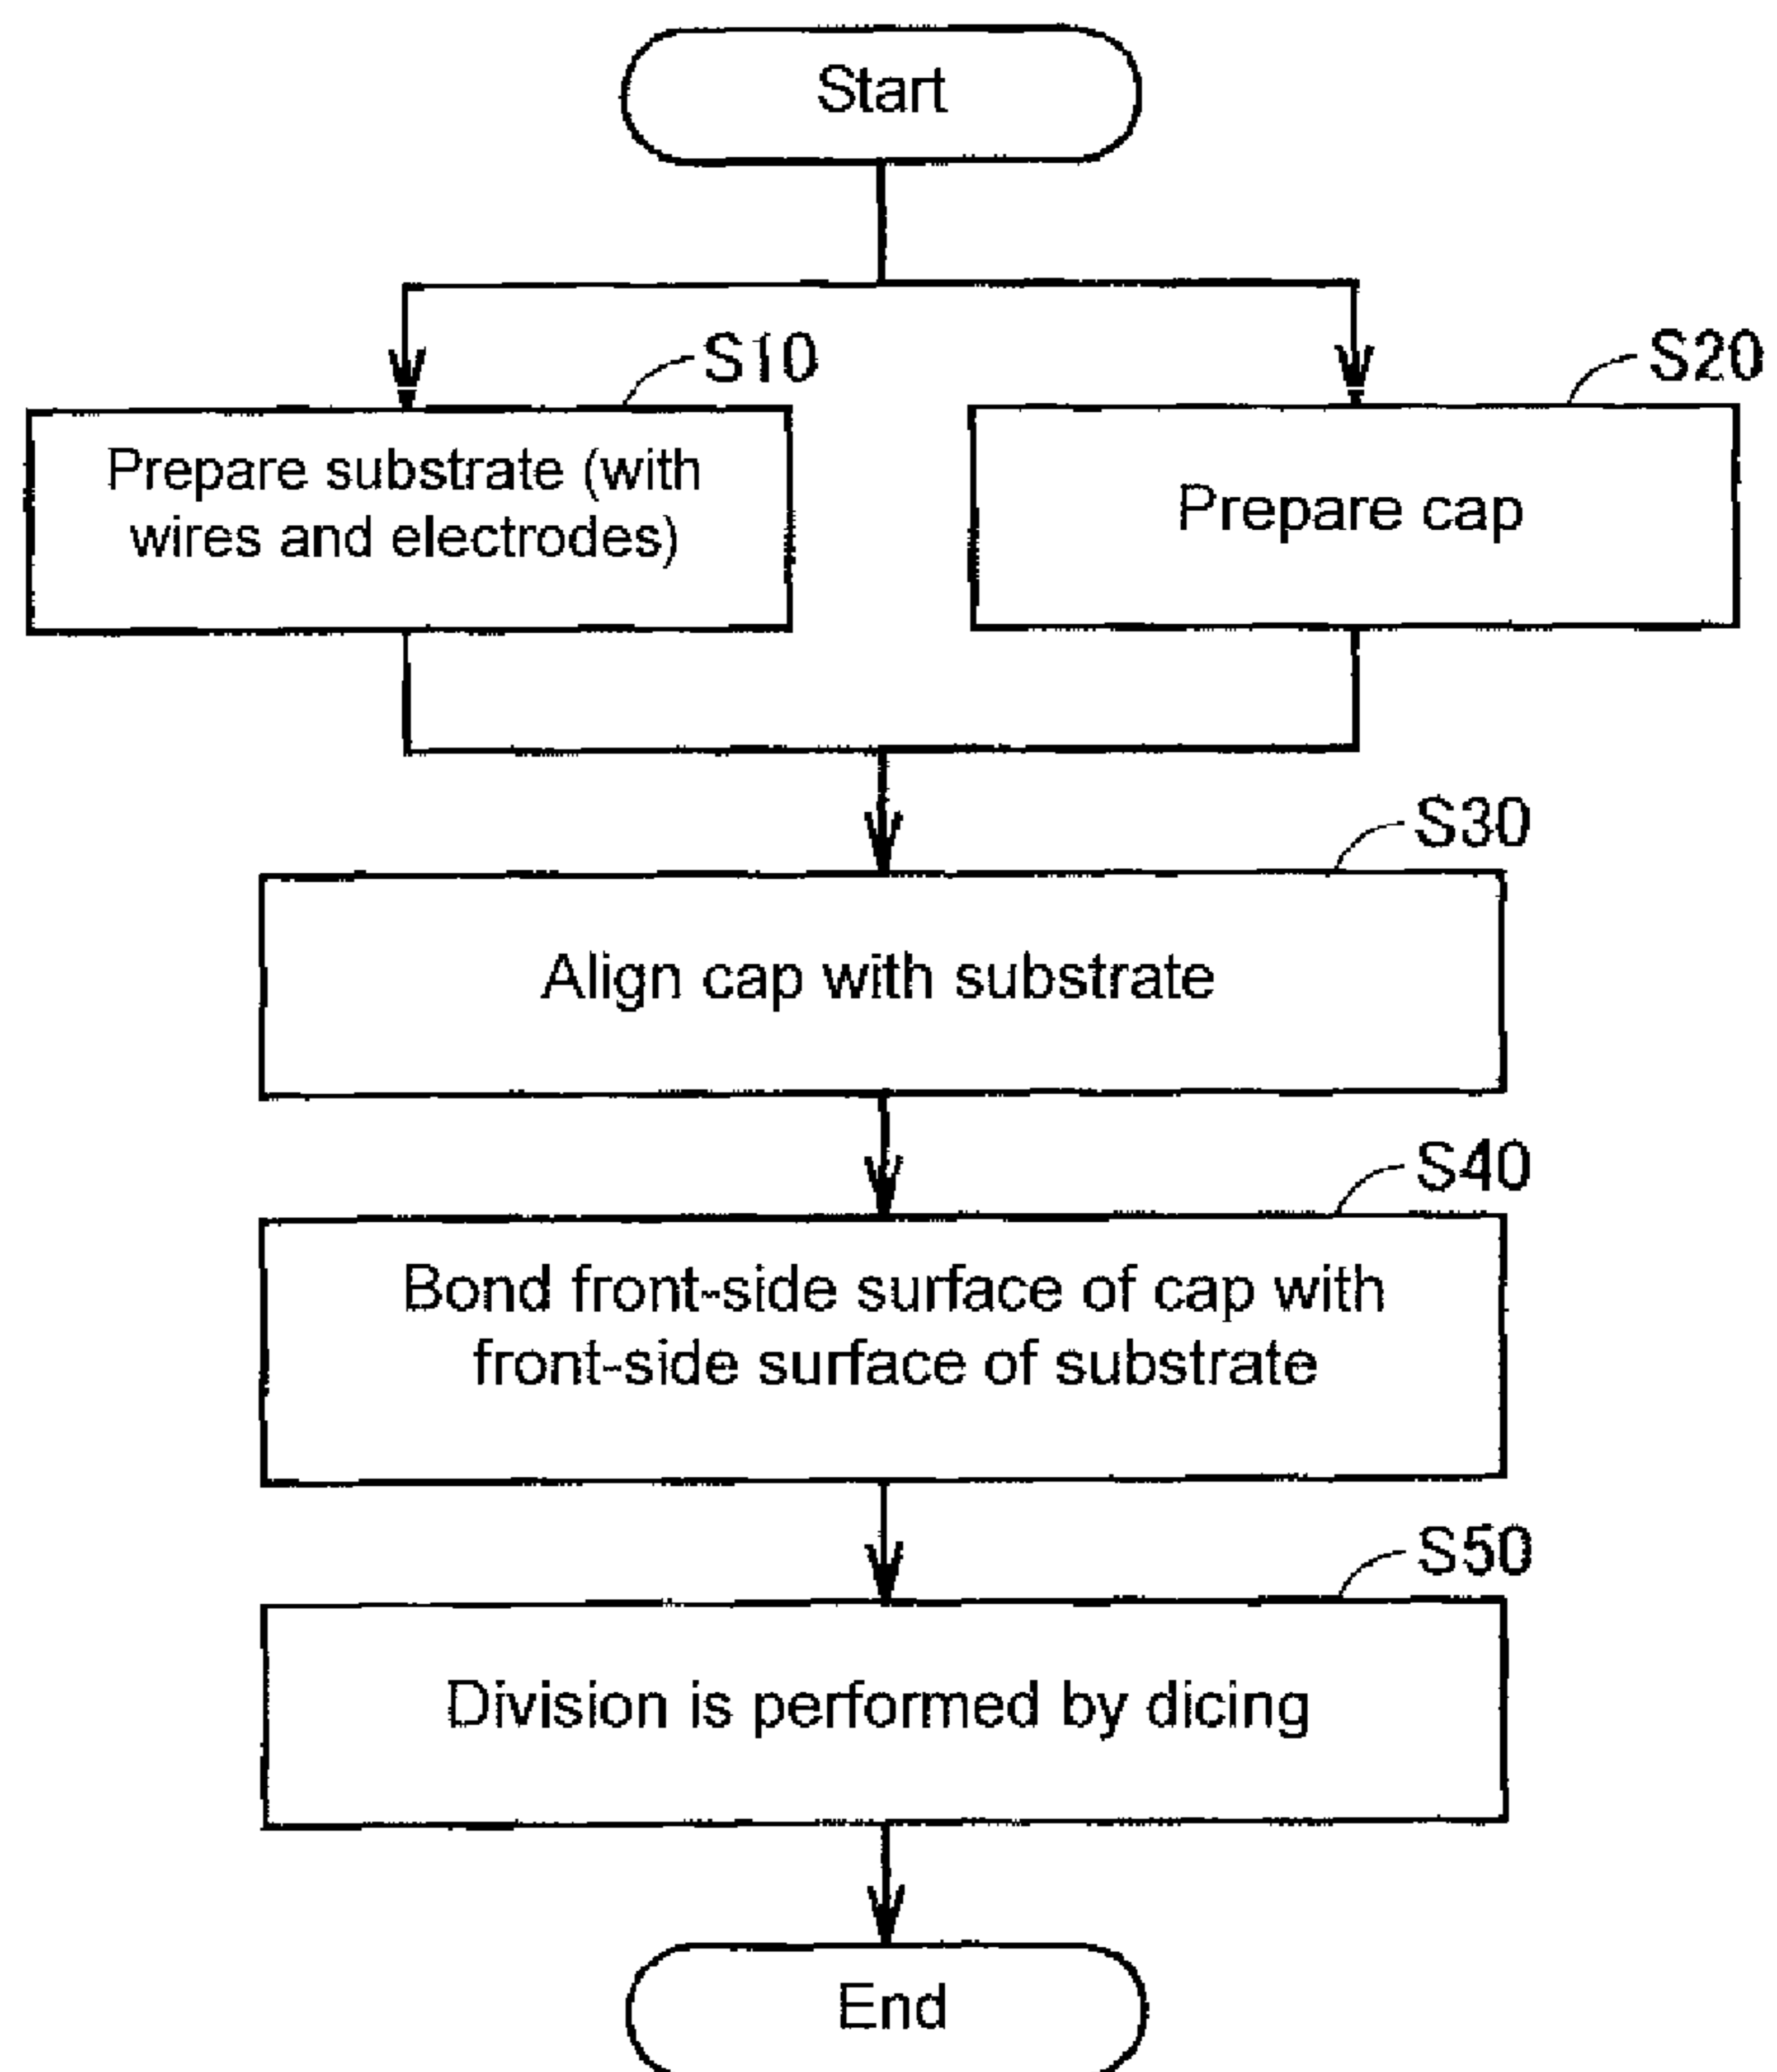 Start
S10
S20
Prepare substrate (with
wires and electrodes)
Prepare cap
S30
Align cap with substrate
S40
Bond front-side surface of cap with
front-side surface of substrate
S50
Division is performed by dicing
End